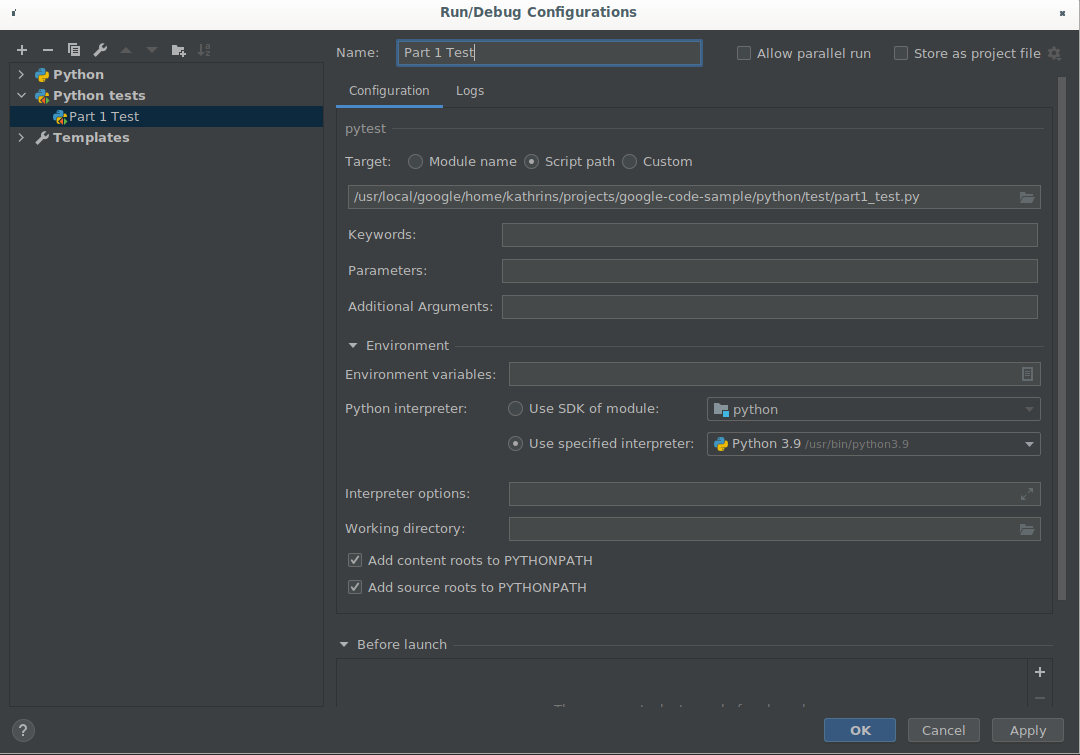 Run/Debug Configurations
Name: Part 1 Test Allow parallel run Store as project file
Python
Python tests
Part 1 Test
Templates
Configuration Logs
pytest
Target: Module name Script path Custom
/usr/local/google/home/kathrins/projects/google-code-sample/python/test/part1_test.py
Keywords:
Parameters:
Additional Arguments:
Environment
Environment variables:
Python interpreter: Use SDK of module: python
Use specified interpreter: Python 3.9 /usr/bin/python3.9
Interpreter options:
Working directory:
Add content roots to PYTHONPATH
Add source roots to PYTHONPATH
Before launch
? OK Cancel Apply